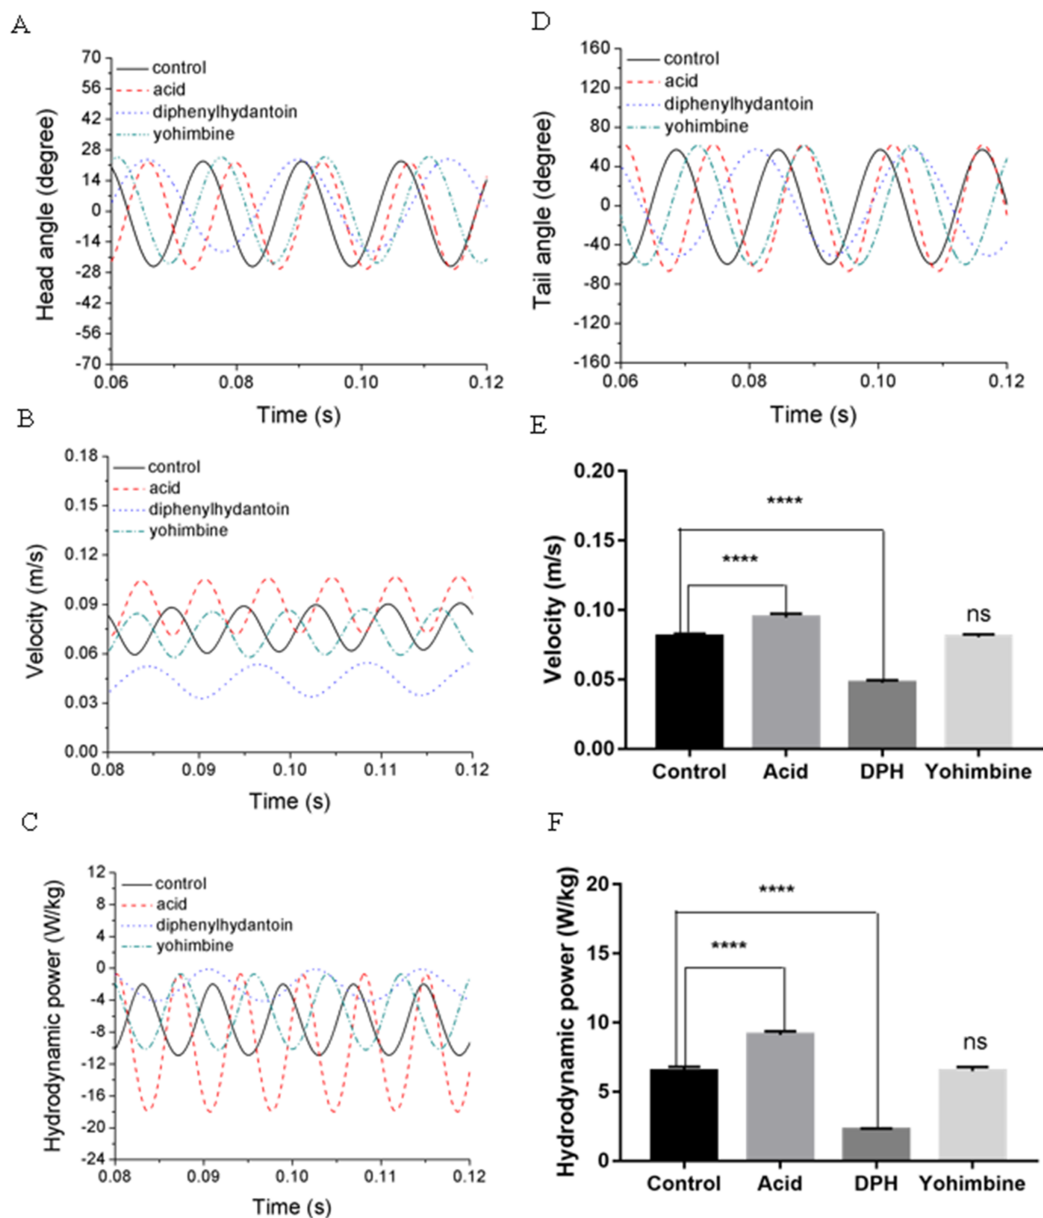 A
70
56
42
28
14
0
-14
-28
-42
-56
-70
control
acid
diphenylhydantoin
yohimbine
Head angle (degree)
0.06 0.08 0.10 0.12
Time (s)
D
160
120
80
60
40
0
-40
-80
-120
-160
control
acid
diphenylhydantoin
yohimbine
Tail angle (degree)
0.06 0.08 0.10 0.12
Time (s)
B
0.18
0.15
0.12
0.09
0.06
0.03
0.00
control
acid
diphenylhydantoin
yohimbine
Velocity (m/s)
0.08 0.09 0.10 0.11 0.12
Time (s)
E
0.20
0.15
0.10
0.05
0.00
Velocity (m/s)
****
****
ns
Control Acid DPH Yohimbine
C
12
8
4
0
-4
-8
-12
-16
-20
-24
control
acid
diphenylhydantoin
yohimbine
Hydrodynamic power (W/kg)
0.08 0.09 0.10 0.11 0.12
Time (s)
F
20
15
10
5
0
Hydrodynamic power (W/kg)
****
****
ns
Control Acid DPH Yohimbine